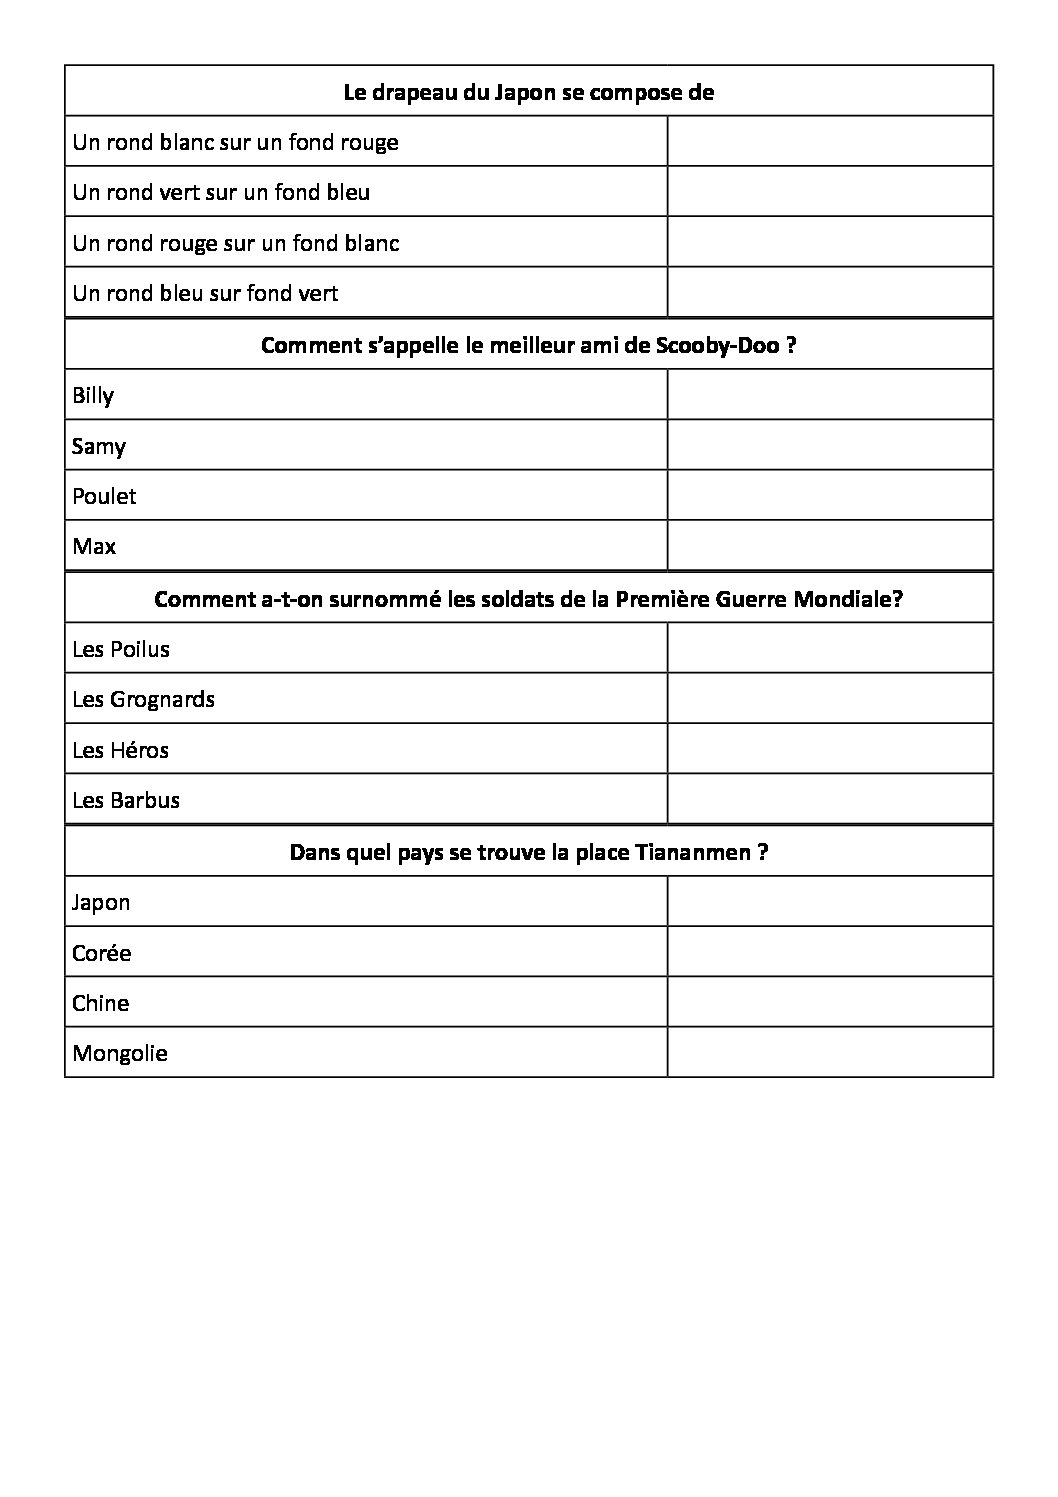 Le drapeau du Japon se compose de
Un rond blanc sur un fond rouge
Un rond vert sur un fond bleu
Un rond rouge sur un fond blanc
Un rond bleu sur fond vert
Comment s’appelle le meilleur ami de Scooby-Doo ?
Billy
Samy
Poulet
Max
Comment a-t-on surnommé les soldats de la Première Guerre Mondiale?
Les Poilus
Les Grognards
Les Héros
Les Barbus
Dans quel pays se trouve la place Tiananmen ?
Japon
Corée
Chine
Mongolie